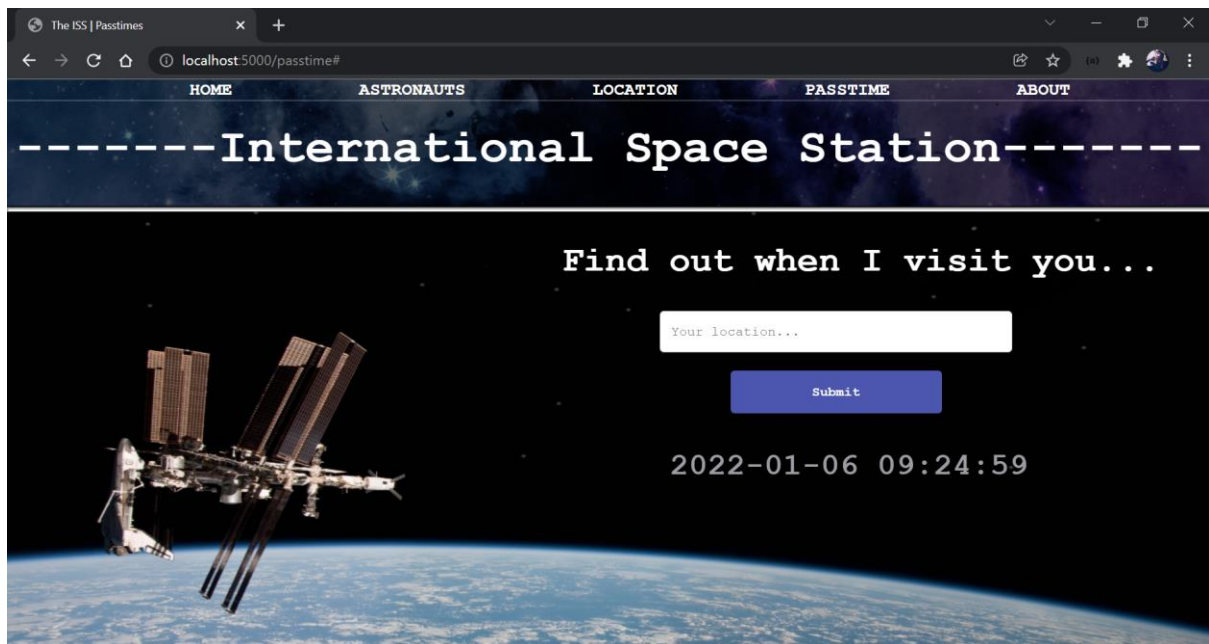 The ISS | Passtimes
localhost:5000/passtime#
HOME ASTRONAUTS LOCATION PASSTIME ABOUT
-------International Space Station-------
Find out when I visit you...
Your location...
Submit
2022-01-06 09:24:59